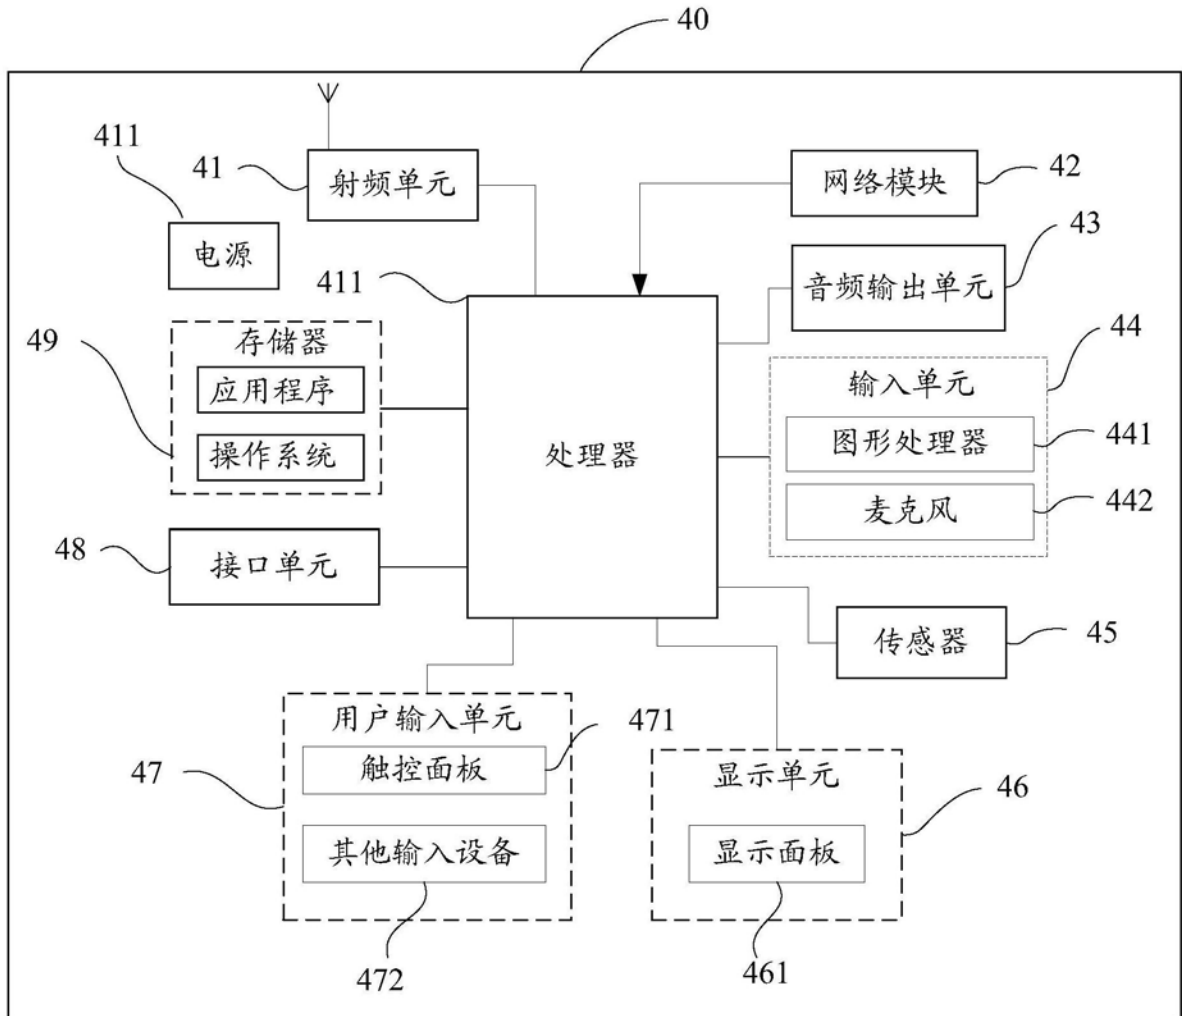 40
411
41
射频单元
网络模块
42
电源
43
411
音频输出单元
49
存储器
44
应用程序
输入单元
操作系统
处理器
图形处理器
441
麦克风
442
48
接口单元
传感器
45
用户输入单元
471
47
触控面板
显示单元
46
其他输入设备
显示面板
472
461